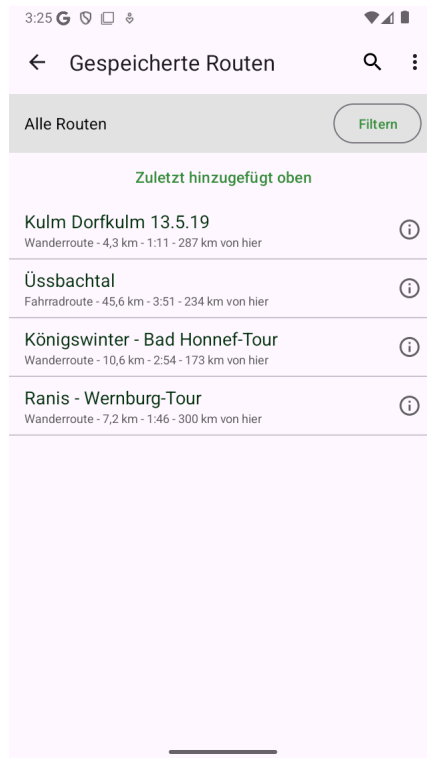 3:25
Gespeicherte Routen
Alle Routen
Filtern
Zuletzt hinzugefügt oben
Kulm Dorfkulm 13.5.19
Wanderroute - 4,3 km - 1:11 - 287 km von hier
Üssbachtal
Fahrradroute - 45,6 km - 3:51 - 234 km von hier
Königswinter - Bad Honnef-Tour
Wanderroute - 10,6 km - 2:54 - 173 km von hier
Ranis - Wernburg-Tour
Wanderroute - 7,2 km - 1:46 - 300 km von hier